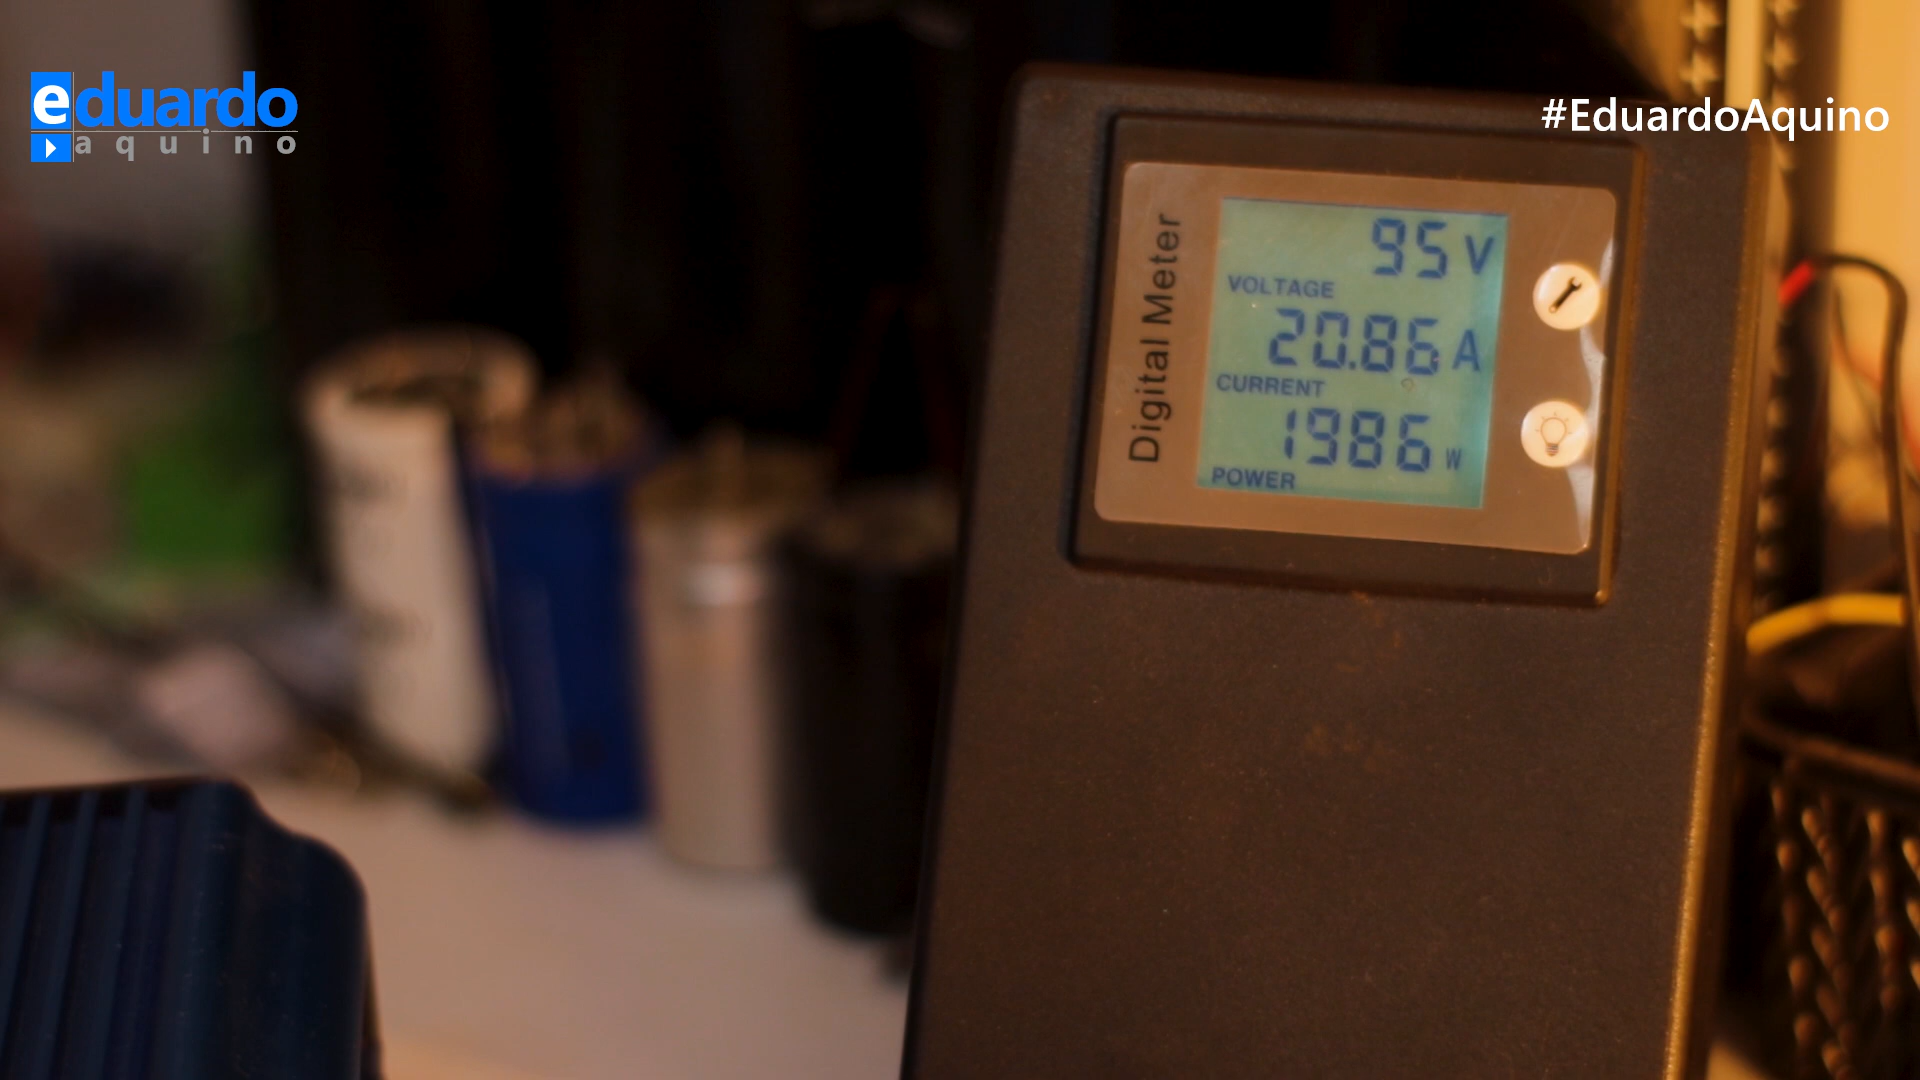 eduardo
aquino
#EduardoAquino
Digital Meter
95 V
VOLTAGE
20.86 A
CURRENT
1986 W
POWER